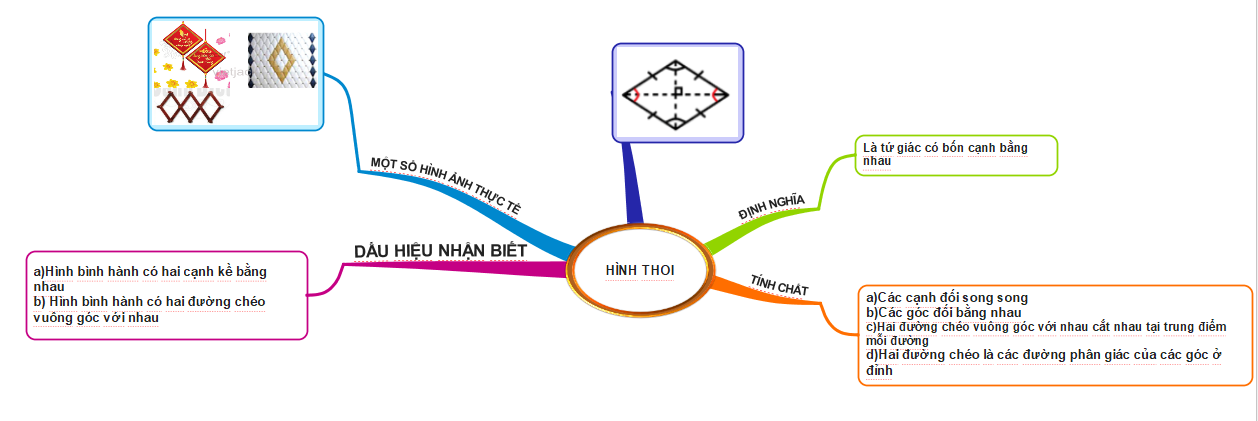 MỘT SỐ HÌNH ẢNH THỰC TẾ
DẤU HIỆU NHẬN BIẾT
a)Hình bình hành có hai cạnh kề bằng
nhau
b) Hình bình hành có hai đường chéo
vuông góc với nhau
HÌNH THOI
ĐỊNH NGHĨA
Là tứ giác có bốn cạnh bằng
nhau
TÍNH CHẤT
a)Các cạnh đối song song
b)Các góc đối bằng nhau
c)Hai đường chéo vuông góc với nhau cắt nhau tại trung điểm
mỗi đường
d)Hai đường chéo là các đường phân giác của các góc ở
đỉnh